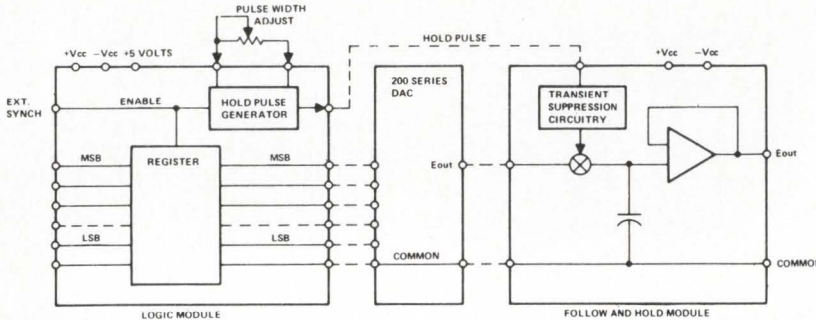 PULSE WIDTH
ADJUST
+Vcc -Vcc +5 VOLTS
HOLD PULSE
+Vcc -Vcc
EXT.
SYNCH
ENABLE
HOLD PULSE
GENERATOR
200 SERIES
DAC
TRANSIENT
SUPPRESSION
CIRCUITRY
MSB
REGISTER
MSB
Eout
Eout
LSB
LSB
COMMON
COMMON
LOGIC MODULE
FOLLOW AND HOLD MODULE